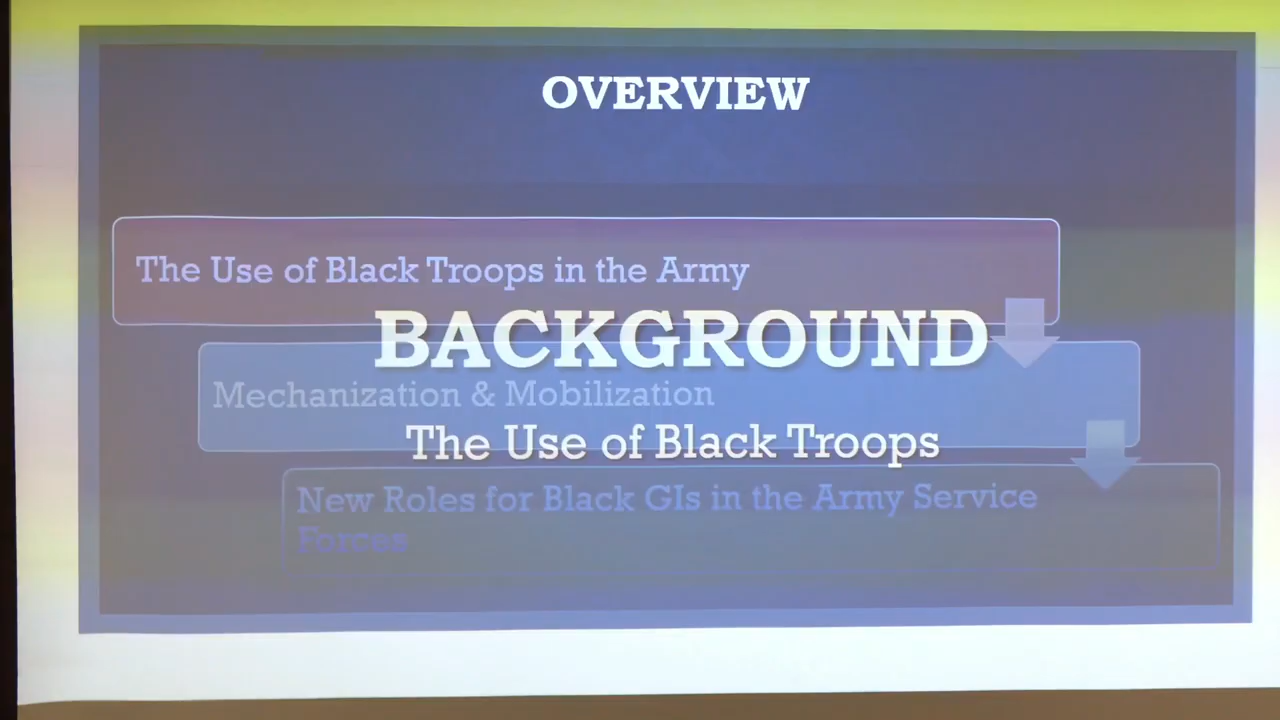 OVERVIEW
The Use of Black Troops in the Army
BACKGROUND
Mechanization & Mobilization
The Use of Black Troops
New Roles for Black GIs in the Army Service
Forces